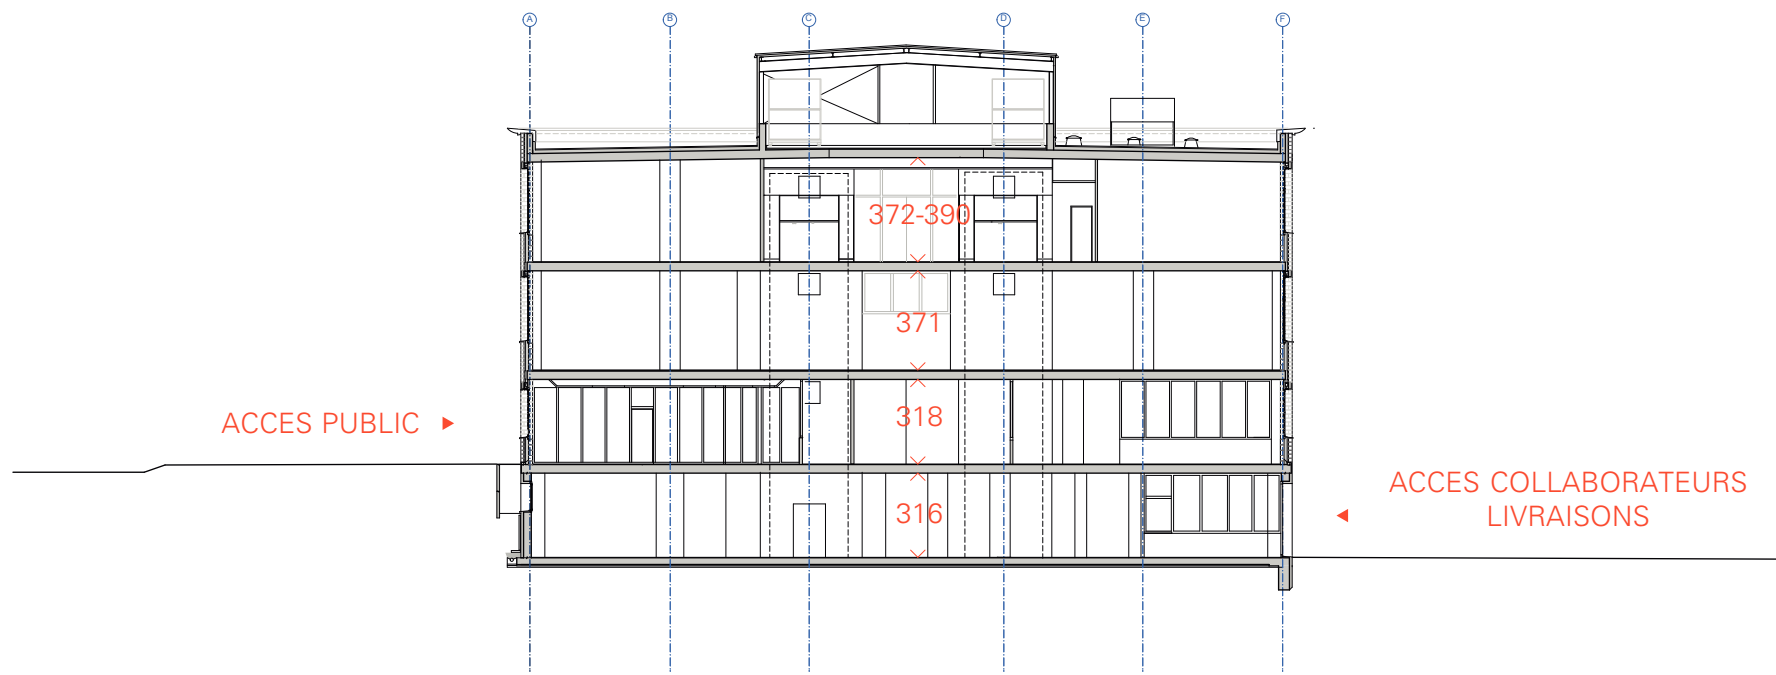 A B C D E F
372-390
371
ACCES PUBLIC
318
ACCES COLLABORATEURS
LIVRAISONS
316